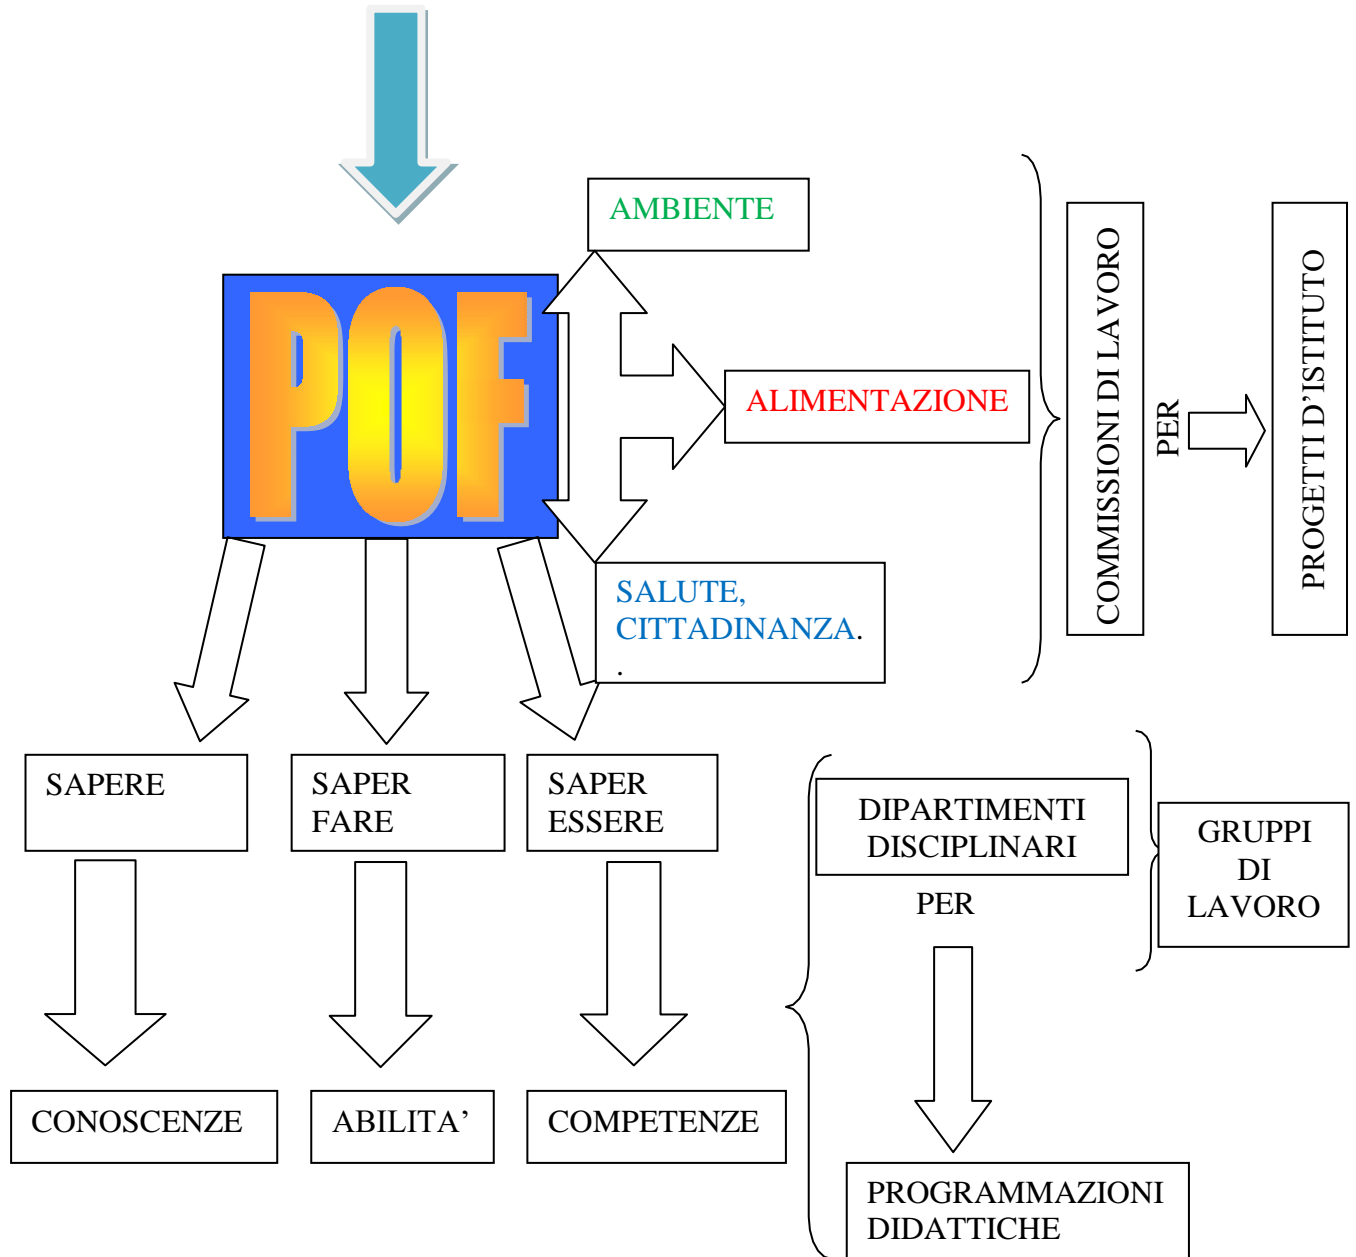 AMBIENTE
POF
ALIMENTAZIONE
COMMISSIONI DI LAVORO
PER
PROGETTI D’ISTITUTO
SALUTE,
CITTADINANZA.
.
SAPERE
SAPER
FARE
SAPER
ESSERE
DIPARTIMENTI
DISCIPLINARI
PER
GRUPPI
DI
LAVORO
CONOSCENZE
ABILITA’
COMPETENZE
PROGRAMMAZIONI
DIDATTICHE